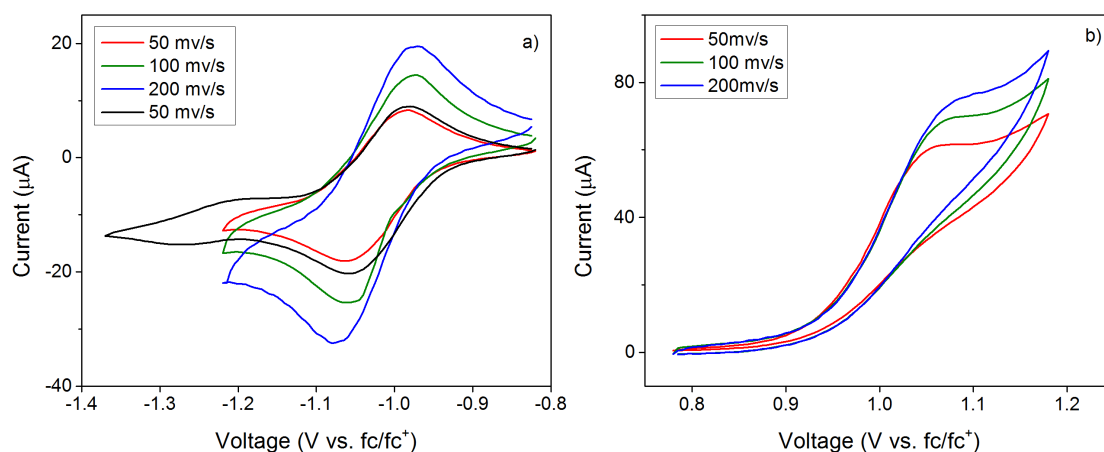 50 mv/s
100 mv/s
200 mv/s
50 mv/s
a)
20
0
-20
-40
Current (μA)
-1.4 -1.3 -1.2 -1.1 -1.0 -0.9 -0.8
Voltage (V vs. fc/fc⁺)
50mv/s
100 mv/s
200mv/s
b)
80
40
0
Current (μA)
0.8 0.9 1.0 1.1 1.2
Voltage (V vs. fc/fc⁺)